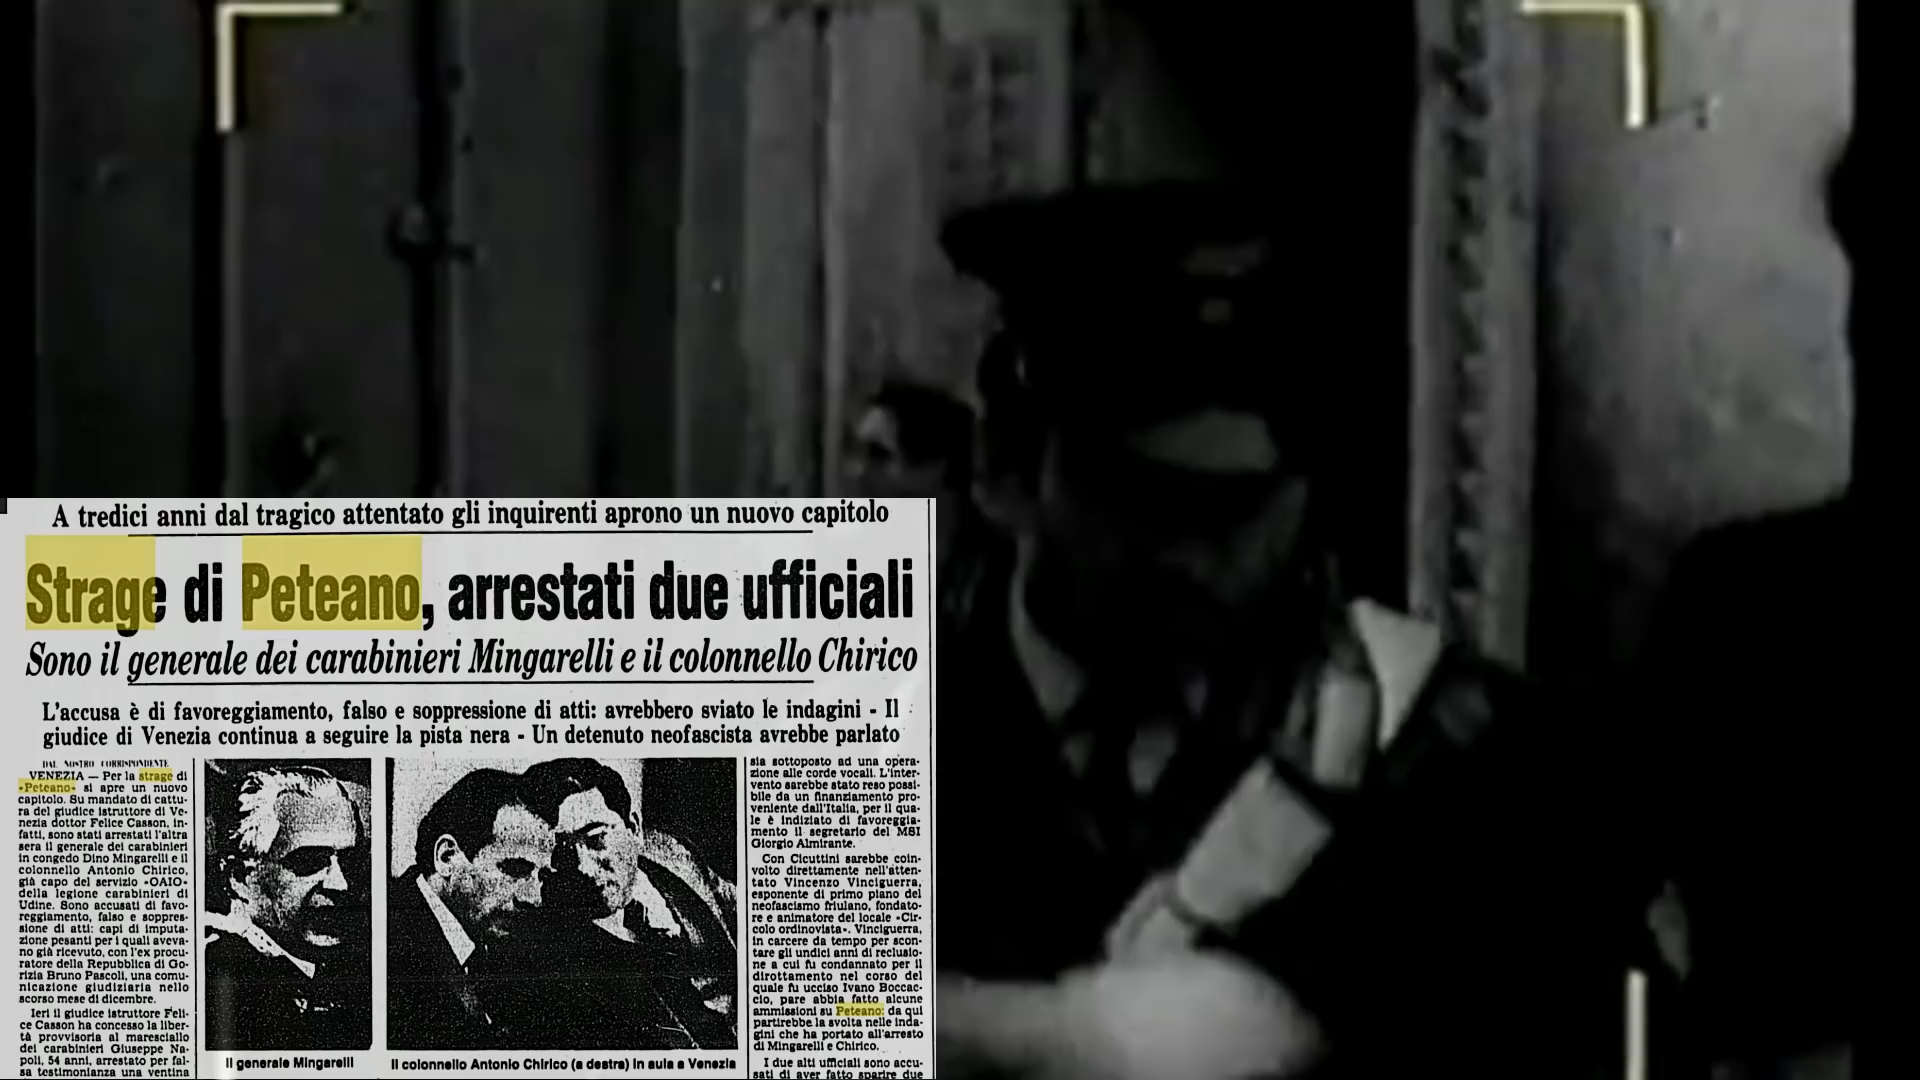 A tredici anni dal tragico attentato gli inquirenti aprono un nuovo capitolo
Strage di Peteano, arrestati due ufficiali
Sono il generale dei carabinieri Mingarelli e il colonnello Chirico
L'accusa è di favoreggiamento, falso e soppressione di atti: avrebbero sviato le indagini - Il
giudice di Venezia continua a seguire la pista nera - Un detenuto neofascista avrebbe parlato
DAL NOSTRO CORRISPONDENTE
VENEZIA — Per la strage di
«Peteano» si apre un nuovo
capitolo. Su mandato di cattu-
ra del giudice istruttore di Ve-
nezia dottor Felice Casson, in-
fatti, sono stati arrestati l'altra
sera il generale dei carabinieri
in congedo Dino Mingarelli e il
colonnello Antonio Chirico,
già capo del servizio «OAIO»
della legione carabinieri di
Udine. Sono accusati di favo-
reggiamento, falso e soppres-
sione di atti: capi di imputa-
zione pesanti per i quali aveva-
no già ricevuto, con l'ex procu-
ratore della Repubblica di Go-
rizia Bruno Pascoli, una comu-
nicazione giudiziaria nello
scorso mese di dicembre.
Ieri il giudice istruttore Feli-
ce Casson ha concesso la liber-
tà provvisoria al maresciallo
dei carabinieri Giuseppe Na-
poli, 54 anni, arrestato per fal-
sa testimonianza una ventina
Il generale Mingarelli
Il colonnello Antonio Chirico (a destra) in aula a Venezia
sia sottoposto ad una opera-
zione alle corde vocali. L'inter-
vento sarebbe stato reso possi-
bile da un finanziamento pro-
veniente dall'Italia, per il qua-
le è indiziato di favoreggia-
mento il segretario del MSI
Giorgio Almirante.
Con Cicuttini sarebbe coin-
volto direttamente nell'atten-
tato Vincenzo Vinciguerra,
esponente di primo piano del
neofascismo friulano, fondato-
re e animatore del locale «Cir-
colo ordinovista». Vinciguerra,
in carcere da tempo per scon-
tare gli undici anni di reclusio-
ne a cui fu condannato per il
dirottamento nel corso del
quale fu ucciso Ivano Boccac-
cio, pare abbia fatto alcune
ammissioni su Peteano: da qui
partirebbe la svolta nelle inda-
gini che ha portato all'arresto
di Mingarelli e Chirico.
I due alti ufficiali sono accu-
sati di aver fatto sparire due